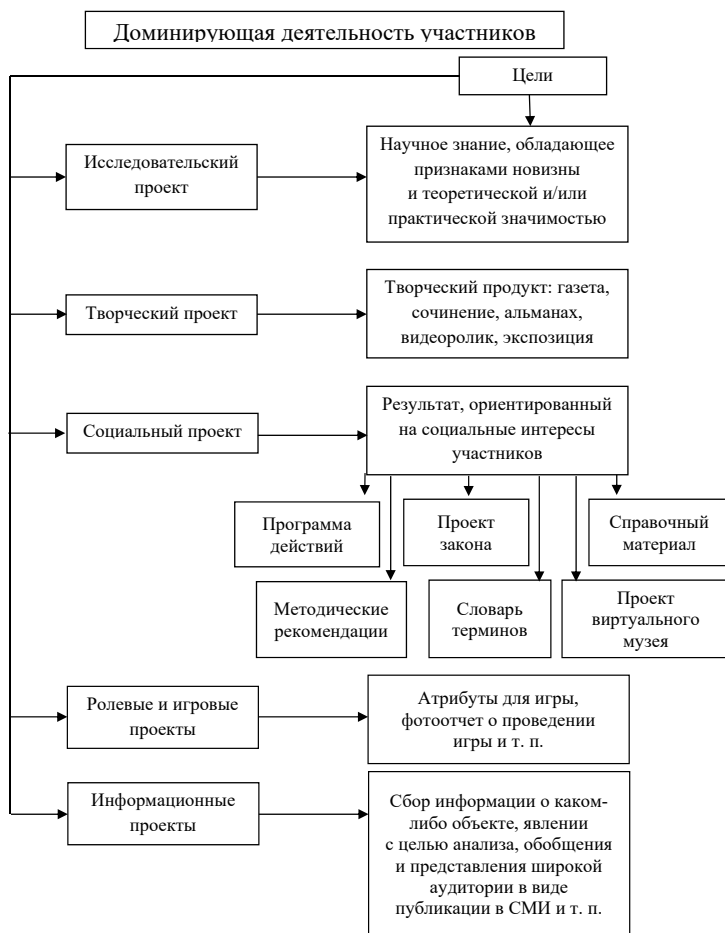 Доминирующая деятельность участников
Цели
Исследовательский
проект
Научное знание, обладающее
признаками новизны
и теоретической и/или
практической значимостью
Творческий проект
Творческий продукт: газета,
сочинение, альманах,
видеоролик, экспозиция
Социальный проект
Результат, ориентированный
на социальные интересы
участников
Программа
действий
Проект
закона
Справочный
материал
Методические
рекомендации
Словарь
терминов
Проект
виртуального
музея
Ролевые и игровые
проекты
Атрибуты для игры,
фотоотчет о проведении
игры и т. п.
Информационные
проекты
Сбор информации о каком-
либо объекте, явлении
с целью анализа, обобщения
и представления широкой
аудитории в виде
публикации в СМИ и т. п.